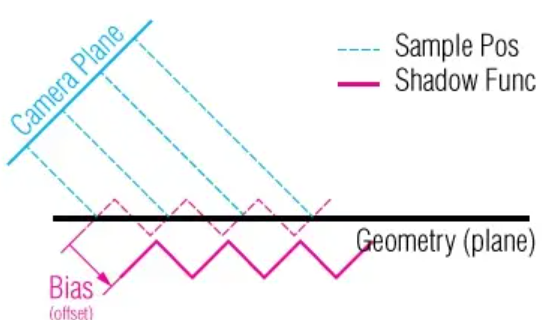 Camera Plane
Sample Pos
Shadow Func
Geometry (plane)
Bias
(offset)